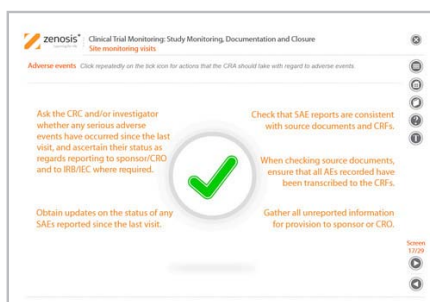 zenosis
Clinical Trial Monitoring: Study Monitoring, Documentation and Closure
Site monitoring visits
Adverse events Click repeatedly on the tick icon for actions that the CRA should take with regard to adverse events.
Ask the CRC and/or investigator
whether any serious adverse
events have occurred since the last
visit, and ascertain their status as
regards reporting to sponsor/CRO
and to IRB/IEC where required.
Obtain updates on the status of any
SAEs reported since the last visit.
Check that SAE reports are consistent
with source documents and CRFs.
When checking source documents,
ensure that all AEs recorded have
been transcribed to the CRFs.
Gather all unreported information
for provision to sponsor or CRO.
Screen
17/29